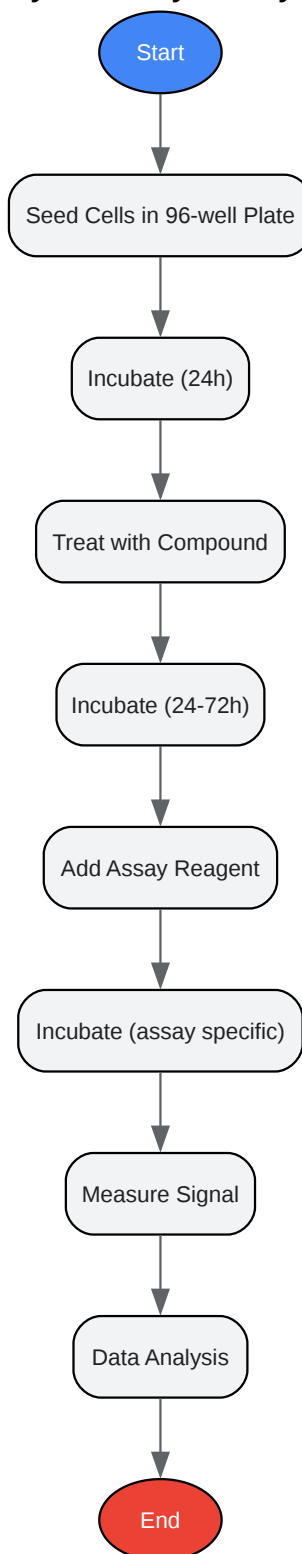 Start
Seed Cells in 96-well Plate
Incubate (24h)
Treat with Compound
Incubate (24-72h)
Add Assay Reagent
Incubate (assay specific)
Measure Signal
Data Analysis
End